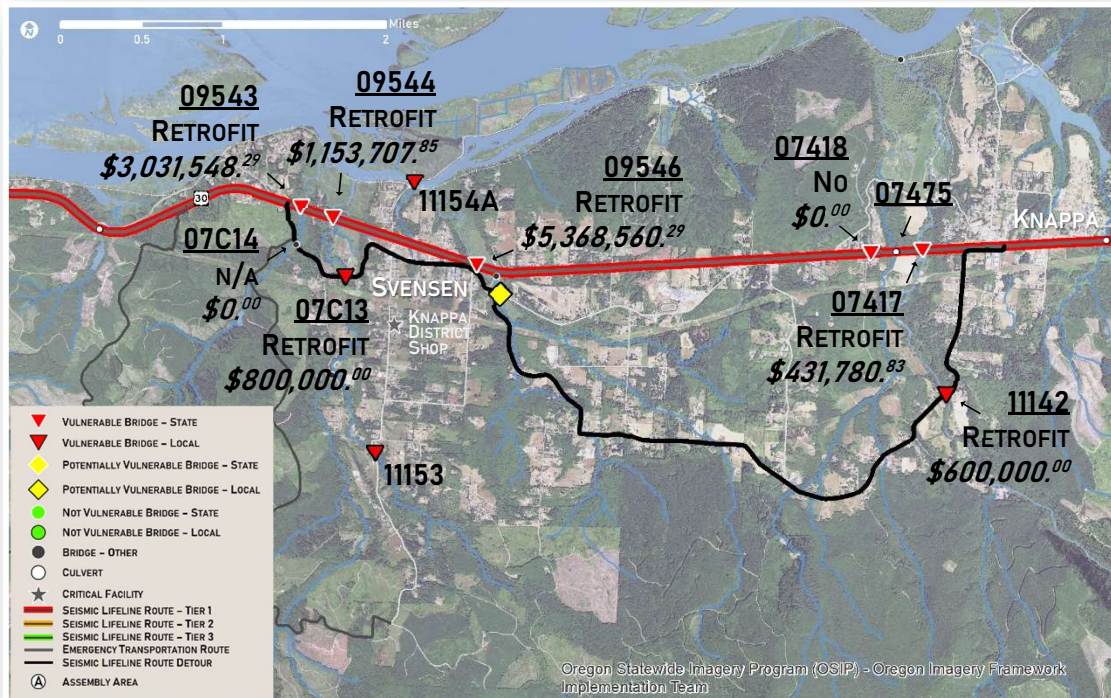 Miles
0 0.5 1 2
N
30
09543
RETROFIT
$3,031,548.29
09544
RETROFIT
$1,153,707.85
11154A
09546
RETROFIT
$5,368,560.29
07418
NO
$0.00
07475
KNAPPA
07C14
N/A
$0.00
07C13
RETROFIT
$800,000.00
SVENSEN
KNAPPA
DISTRICT
SHOP
07417
RETROFIT
$431,780.83
11142
RETROFIT
$600,000.00
11153
VULNERABLE BRIDGE – STATE
VULNERABLE BRIDGE – LOCAL
POTENTIALLY VULNERABLE BRIDGE – STATE
POTENTIALLY VULNERABLE BRIDGE – LOCAL
NOT VULNERABLE BRIDGE – STATE
NOT VULNERABLE BRIDGE – LOCAL
BRIDGE – OTHER
CULVERT
CRITICAL FACILITY
SEISMIC LIFELINE ROUTE – TIER 1
SEISMIC LIFELINE ROUTE – TIER 2
SEISMIC LIFELINE ROUTE – TIER 3
EMERGENCY TRANSPORTATION ROUTE
SEISMIC LIFELINE ROUTE DETOUR
A ASSEMBLY AREA
Oregon Statewide Imagery Program (OSIP) - Oregon Imagery Framework
Implementation Team